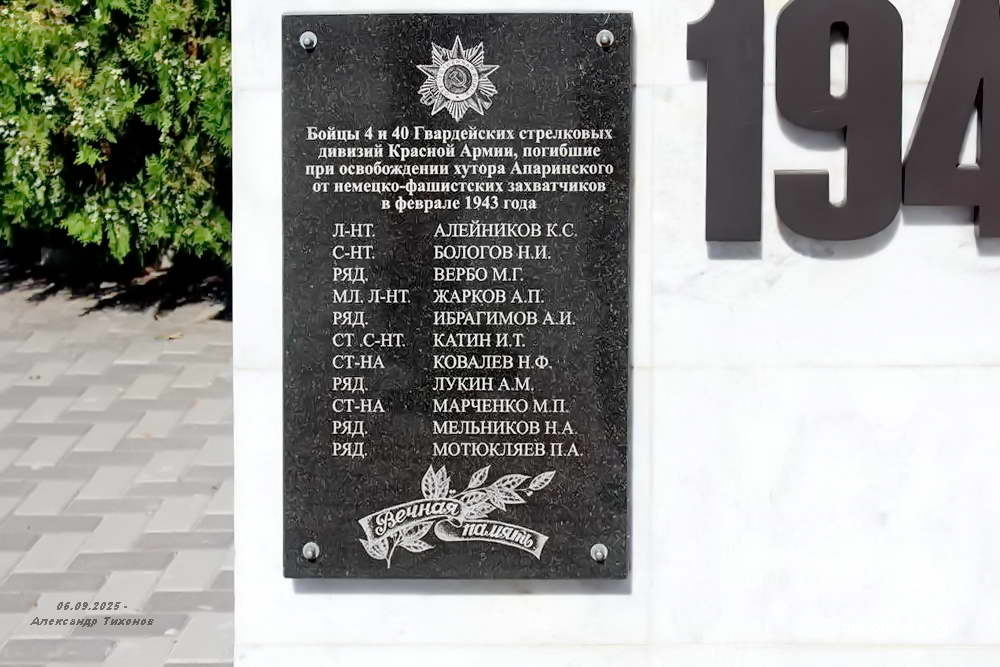 Бойцы 4 и 40 Гвардейских стрелковых
дивизий Красной Армии, погибшие
при освобождении хутора Апаринского
от немецко-фашистских захватчиков
в феврале 1943 года
Л-НТ. АЛЕЙНИКОВ К.С.
С-НТ. БОЛОГОВ Н.И.
РЯД. ВЕРБО М.Г.
МЛ. Л-НТ. ЖАРКОВ А.П.
РЯД. ИБРАГИМОВ А.И.
СТ .С-НТ. КАТИН И.Т.
СТ-НА КОВАЛЕВ Н.Ф.
РЯД. ЛУКИН А.М.
СТ-НА МАРЧЕНКО М.П.
РЯД. МЕЛЬНИКОВ Н.А.
РЯД. МОТЮКЛЯЕВ П.А.
Вечная
память
194
06.09.2025 -
Александр Тихонов